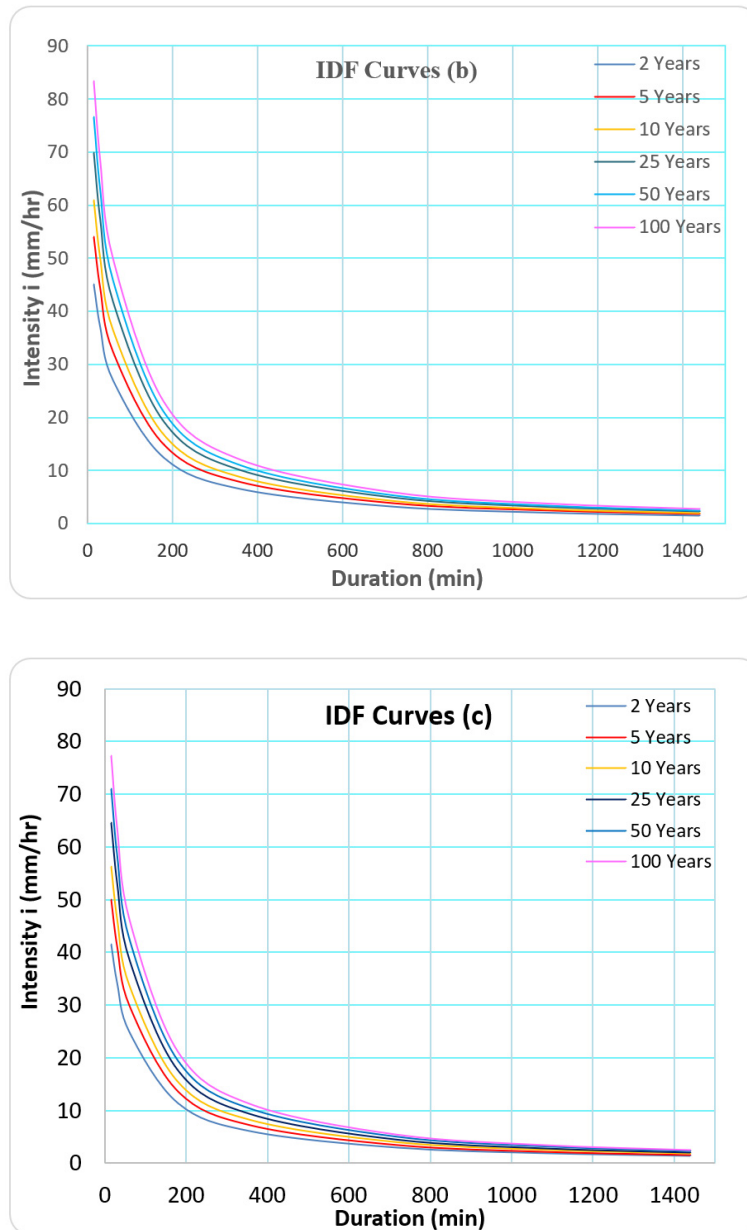 IDF Curves (b)
90
80
70
60
50
40
30
20
10
0
Intensity i (mm/hr)
2 Years
5 Years
10 Years
25 Years
50 Years
100 Years
0 200 400 600 800 1000 1200 1400
Duration (min)
IDF Curves (c)
90
80
70
60
50
40
30
20
10
0
Intensity i (mm/hr)
2 Years
5 Years
10 Years
25 Years
50 Years
100 Years
0 200 400 600 800 1000 1200 1400
Duration (min)